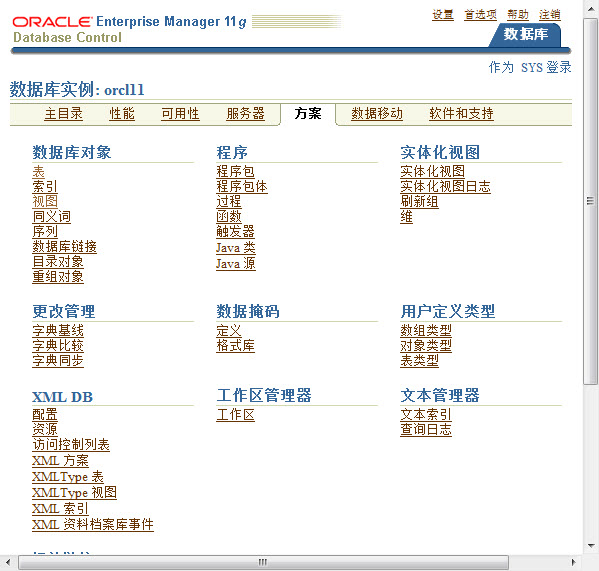 ORACLE Enterprise Manager 11g
Database Control
设置 首选项 帮助 注销
数据库
作为 SYS 登录
数据库实例: orcl11
主目录 性能 可用性 服务器 方案 数据移动 软件和支持
数据库对象
表
索引
视图
同义词
序列
数据库链接
目录对象
重组对象
程序
程序包
程序包体
过程
函数
触发器
Java 类
Java 源
实体化视图
实体化视图
实体化视图日志
刷新组
维
更改管理
字典基线
字典比较
字典同步
数据掩码
定义
格式库
用户定义类型
数组类型
对象类型
表类型
XML DB
配置
资源
访问控制列表
XML 方案
XMLType 表
XMLType 视图
XML 索引
XML 资料档案库事件
工作区管理器
工作区
文本管理器
文本索引
查询日志